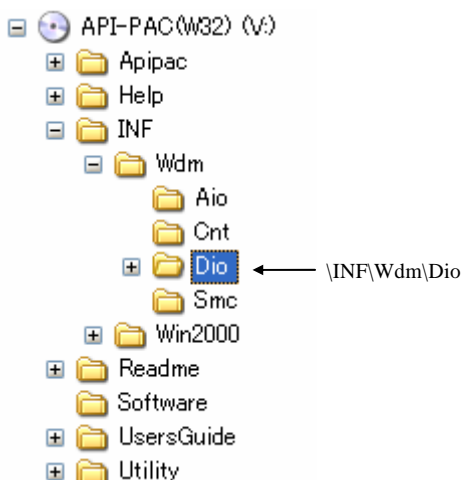 API-PAC(W32) (V:)
Apipac
Help
INF
Wdm
Aio
Cnt
Dio
\INF\Wdm\Dio
Smc
Win2000
Readme
Software
UsersGuide
Utility